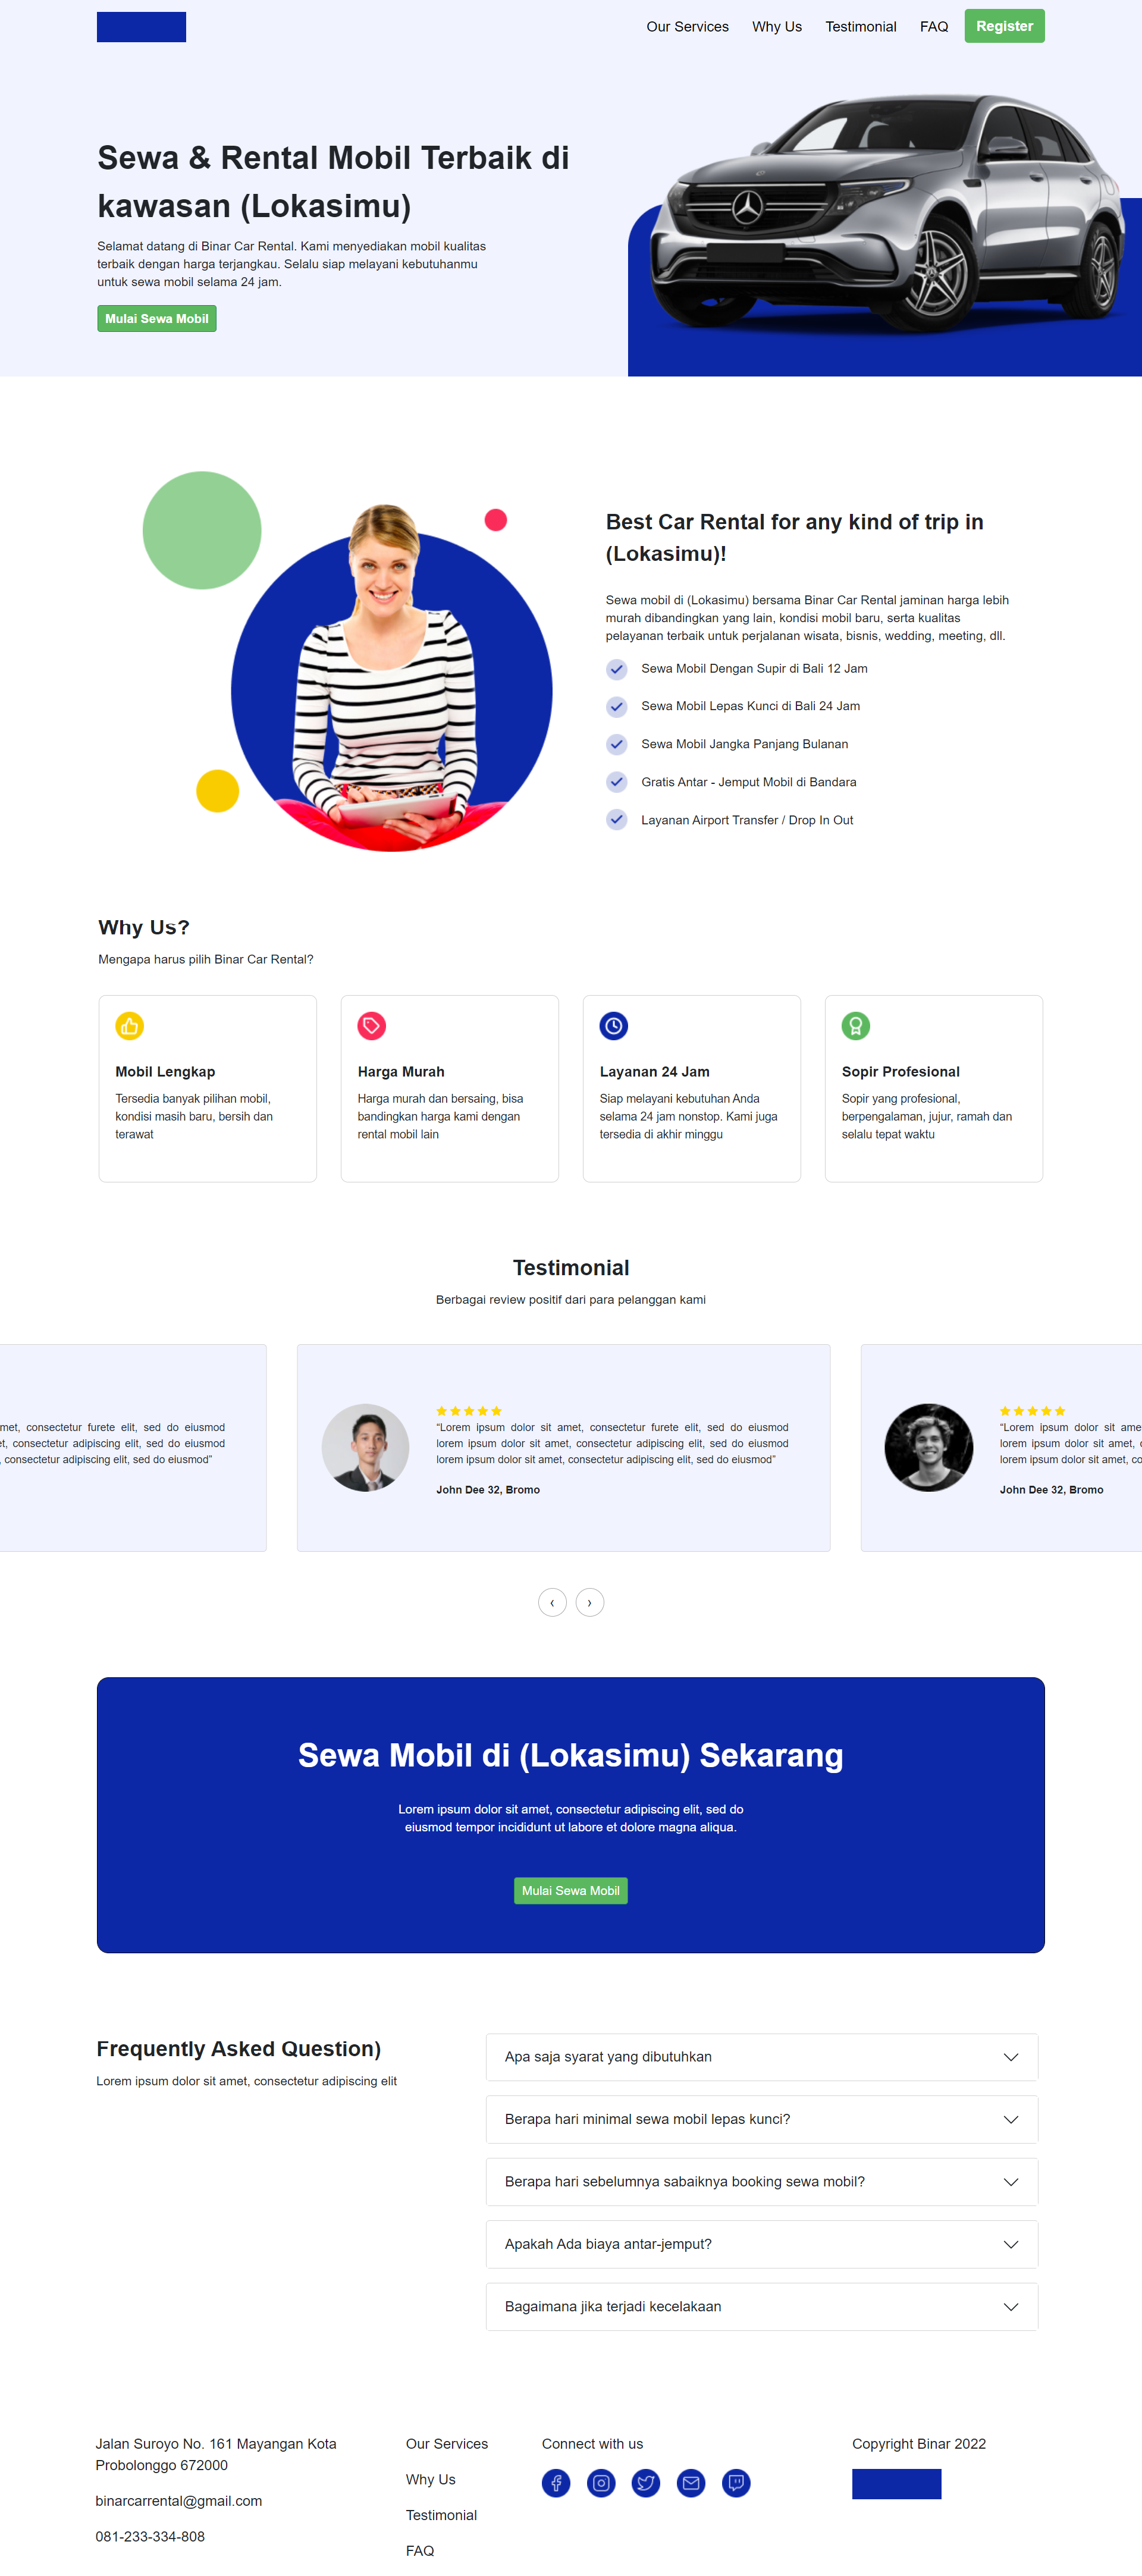 Our Services Why Us Testimonial FAQ Register
Sewa & Rental Mobil Terbaik di
kawasan (Lokasimu)
Selamat datang di Binar Car Rental. Kami menyediakan mobil kualitas
terbaik dengan harga terjangkau. Selalu siap melayani kebutuhanmu
untuk sewa mobil selama 24 jam.
Mulai Sewa Mobil
Best Car Rental for any kind of trip in
(Lokasimu)!
Sewa mobil di (Lokasimu) bersama Binar Car Rental jaminan harga lebih
murah dibandingkan yang lain, kondisi mobil baru, serta kualitas
pelayanan terbaik untuk perjalanan wisata, bisnis, wedding, meeting, dll.
Sewa Mobil Dengan Supir di Bali 12 Jam
Sewa Mobil Lepas Kunci di Bali 24 Jam
Sewa Mobil Jangka Panjang Bulanan
Gratis Antar - Jemput Mobil di Bandara
Layanan Airport Transfer / Drop In Out
Why Us?
Mengapa harus pilih Binar Car Rental?
Mobil Lengkap
Tersedia banyak pilihan mobil,
kondisi masih baru, bersih dan
terawat
Harga Murah
Harga murah dan bersaing, bisa
bandingkan harga kami dengan
rental mobil lain
Layanan 24 Jam
Siap melayani kebutuhan Anda
selama 24 jam nonstop. Kami juga
tersedia di akhir minggu
Sopir Profesional
Sopir yang profesional,
berpengalaman, jujur, ramah dan
selalu tepat waktu
Testimonial
Berbagai review positif dari para pelanggan kami
met, consectetur furete elit, sed do eiusmod
t, consectetur adipiscing elit, sed do eiusmod
, consectetur adipiscing elit, sed do eiusmod”
“Lorem ipsum dolor sit amet, consectetur furete elit, sed do eiusmod
lorem ipsum dolor sit amet, consectetur adipiscing elit, sed do eiusmod
lorem ipsum dolor sit amet, consectetur adipiscing elit, sed do eiusmod”
John Dee 32, Bromo
“Lorem ipsum dolor sit ame
lorem ipsum dolor sit amet,
lorem ipsum dolor sit amet, co
John Dee 32, Bromo
‹ ›
Sewa Mobil di (Lokasimu) Sekarang
Lorem ipsum dolor sit amet, consectetur adipiscing elit, sed do
eiusmod tempor incididunt ut labore et dolore magna aliqua.
Mulai Sewa Mobil
Frequently Asked Question)
Lorem ipsum dolor sit amet, consectetur adipiscing elit
Apa saja syarat yang dibutuhkan
Berapa hari minimal sewa mobil lepas kunci?
Berapa hari sebelumnya sabaiknya booking sewa mobil?
Apakah Ada biaya antar-jemput?
Bagaimana jika terjadi kecelakaan
Jalan Suroyo No. 161 Mayangan Kota
Probolonggo 672000
binarcarrental@gmail.com
081-233-334-808
Our Services
Why Us
Testimonial
FAQ
Connect with us
Copyright Binar 2022